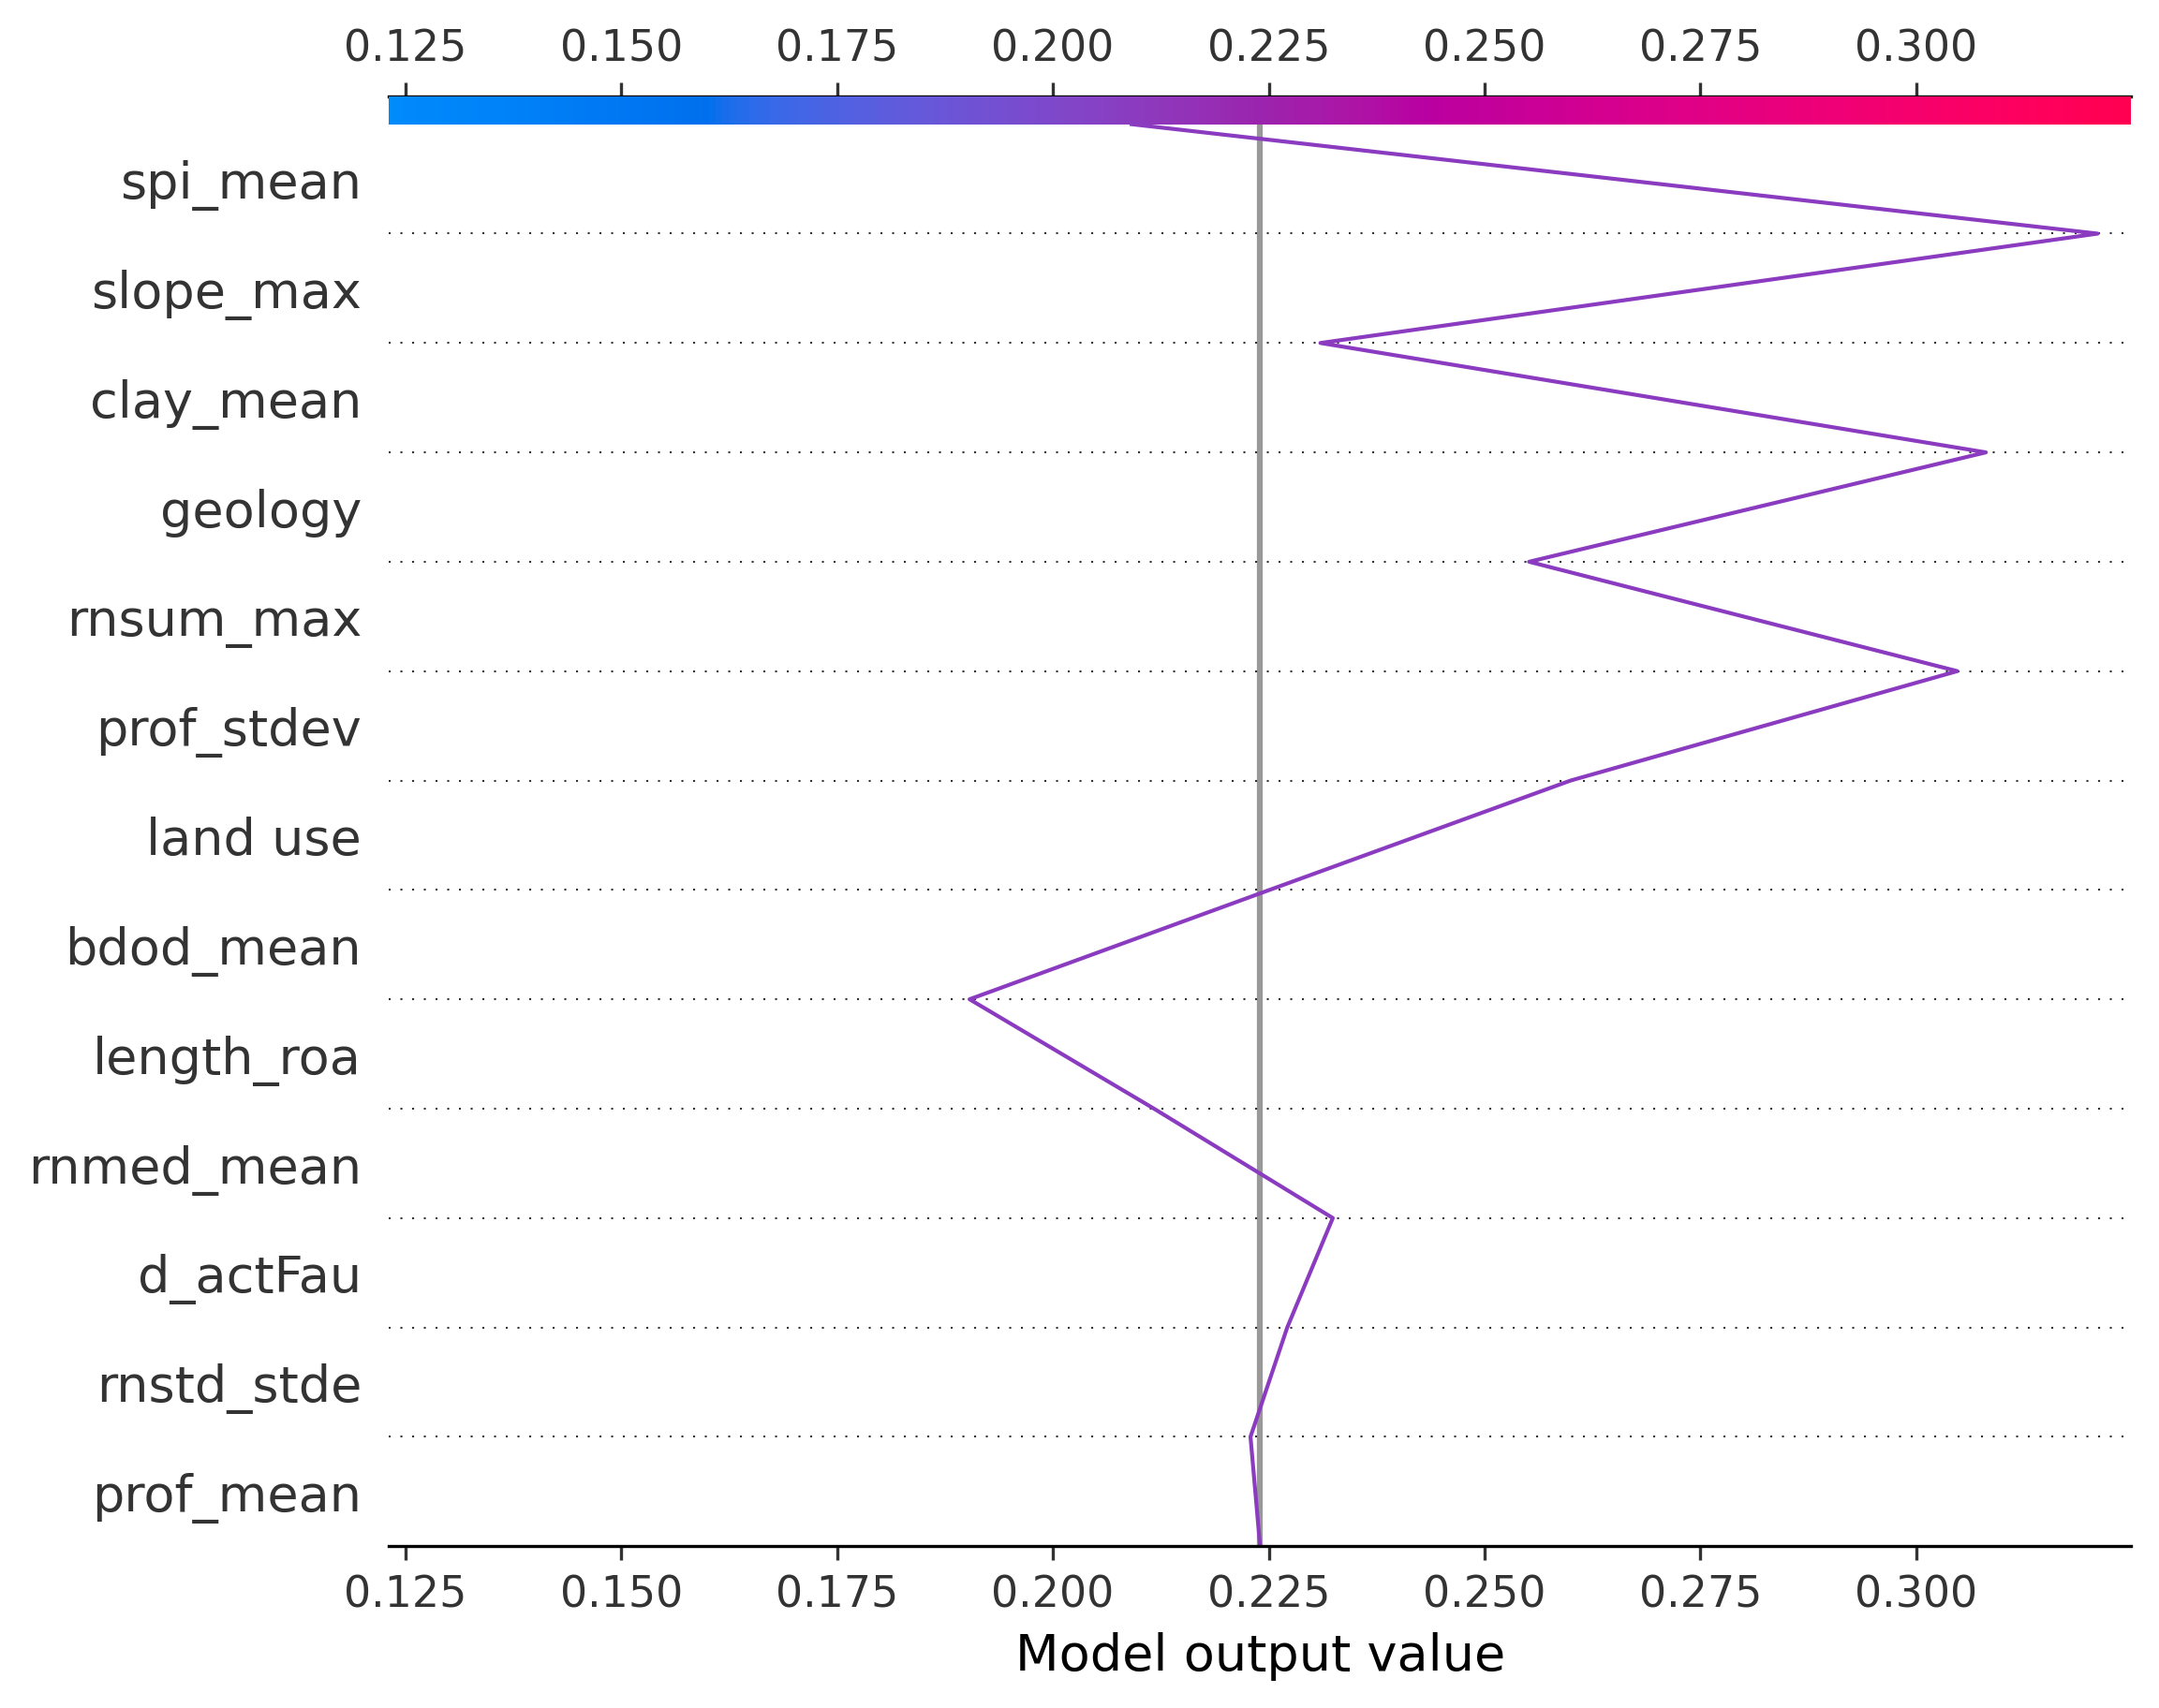 0.125 0.150 0.175 0.200 0.225 0.250 0.275 0.300
spi_mean
slope_max
clay_mean
geology
rnsum_max
prof_stdev
land use
bdod_mean
length_roa
rnmed_mean
d_actFau
rnstd_stde
prof_mean
0.125 0.150 0.175 0.200 0.225 0.250 0.275 0.300
Model output value